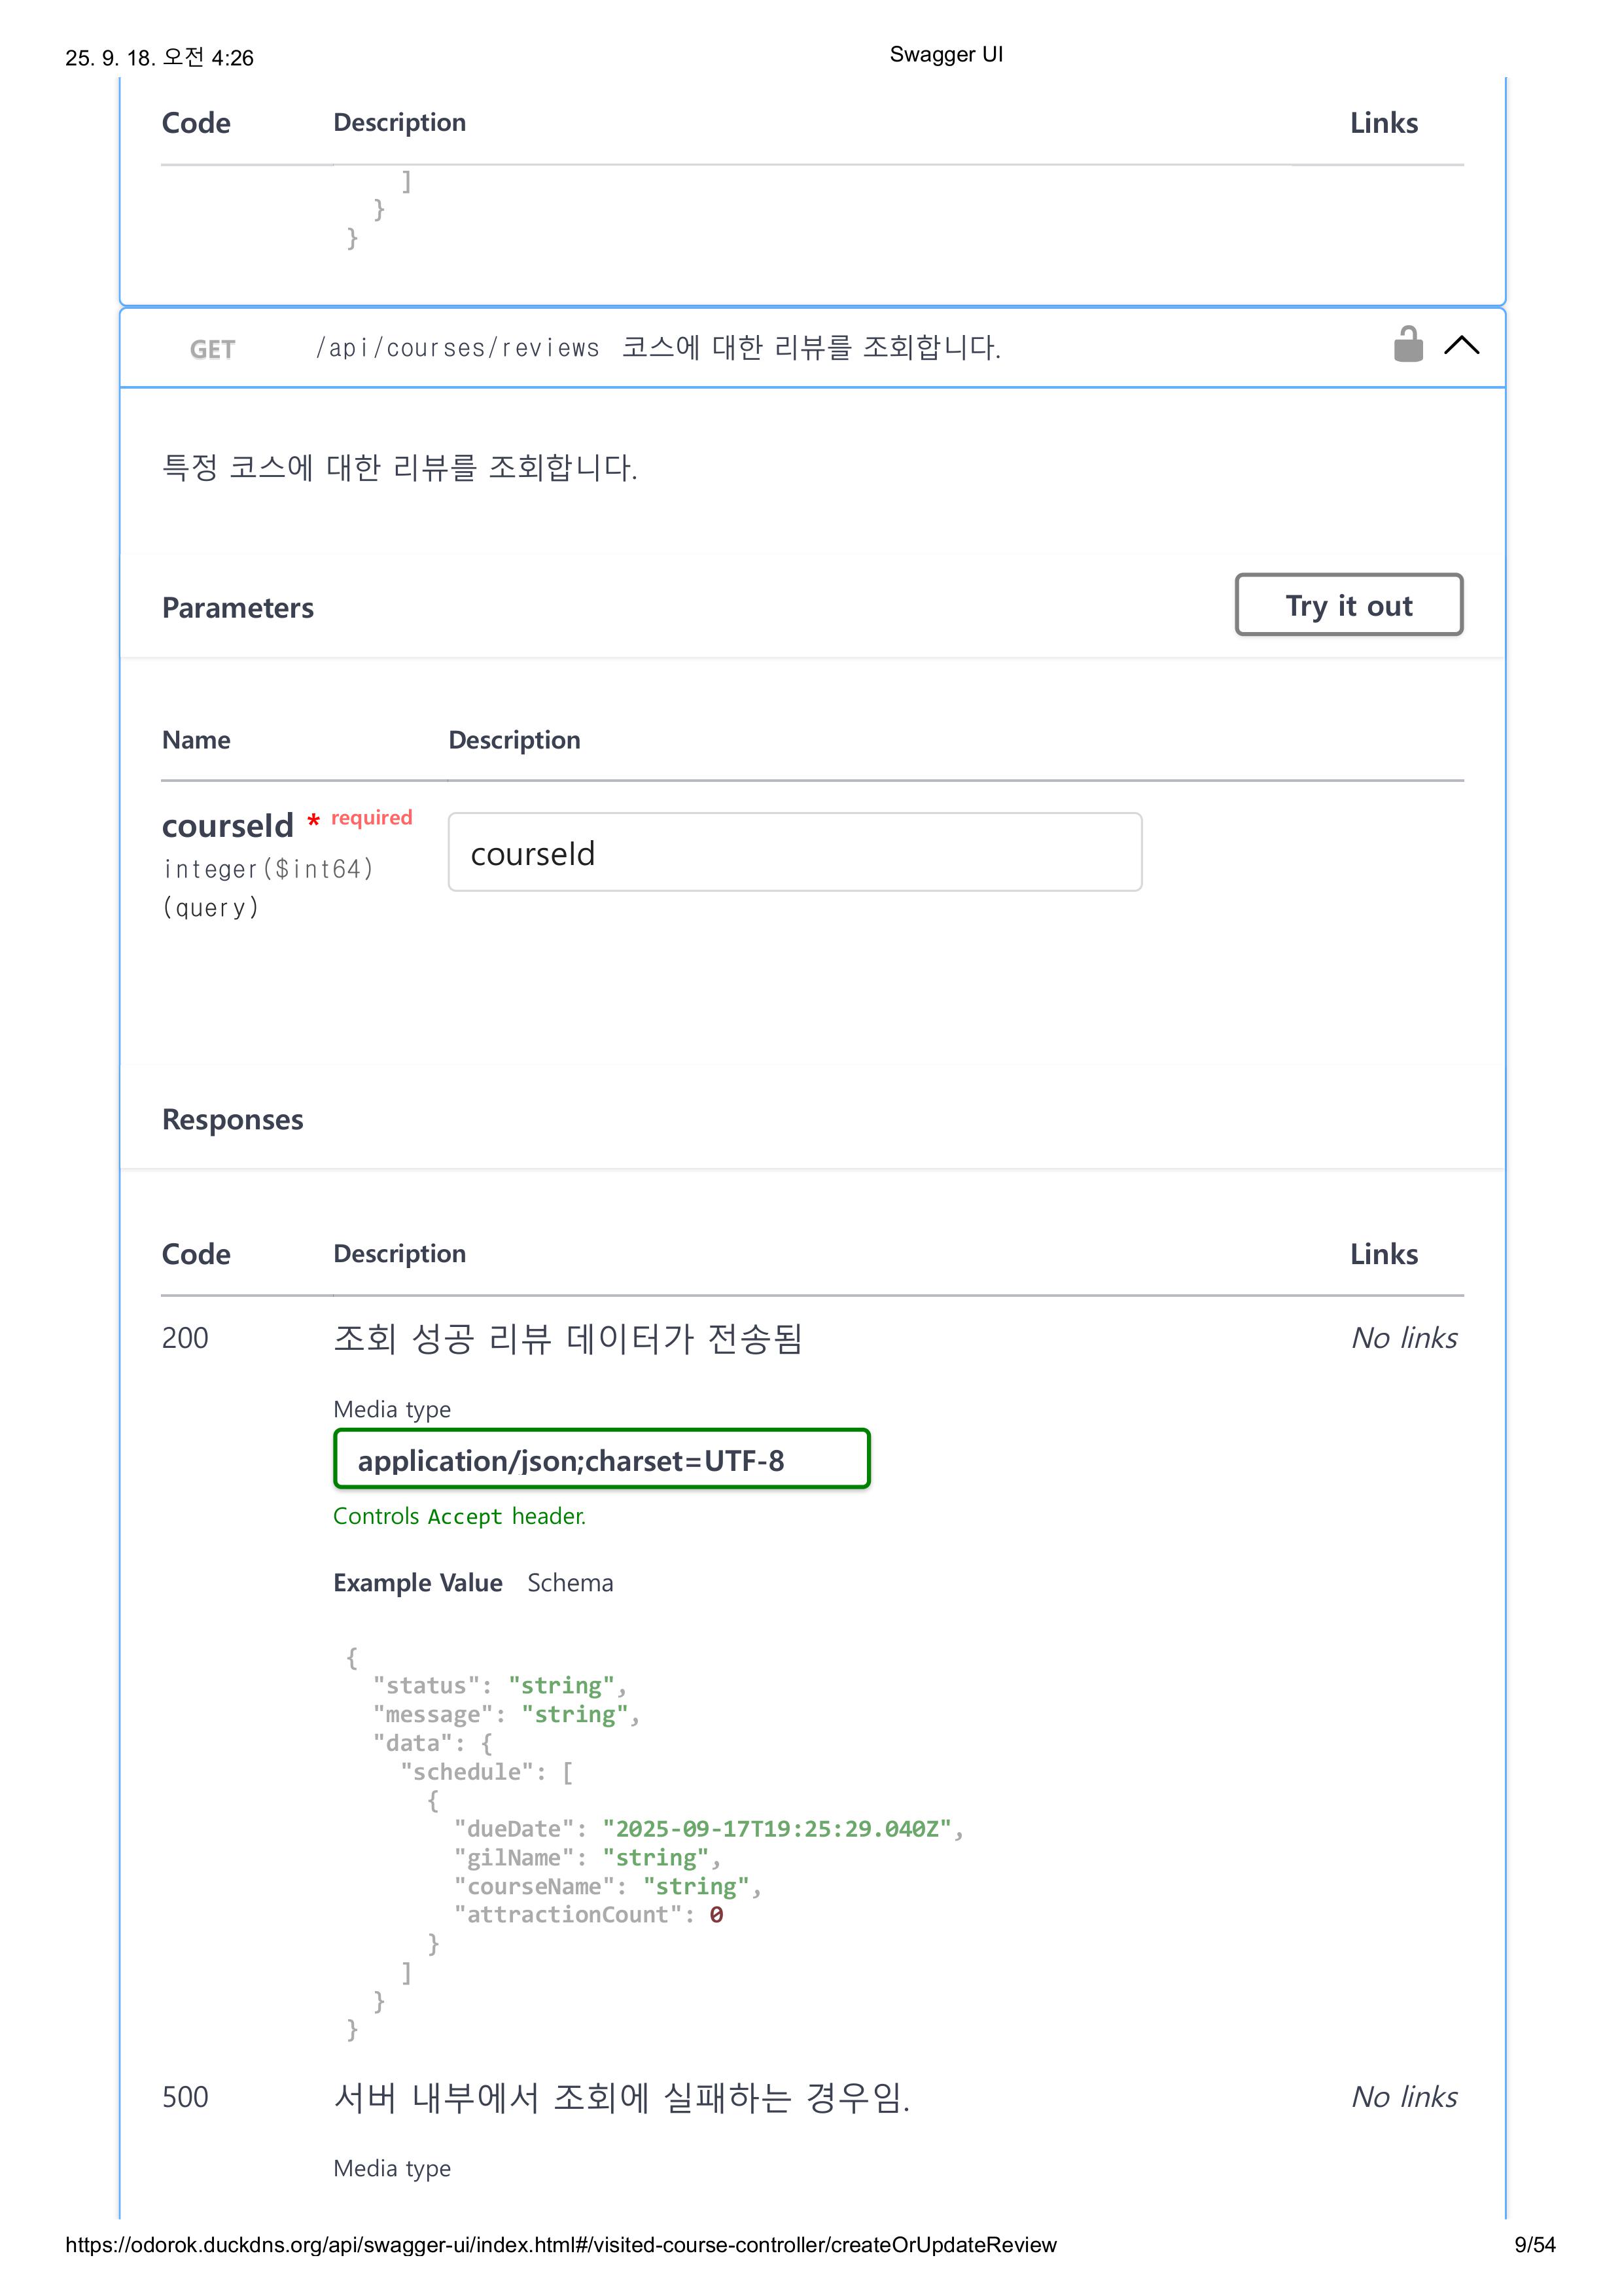 25. 9. 18. 오전 4:26 Swagger UI
Code Description Links
]
}
}
GET /api/courses/reviews 코스에 대한 리뷰를 조회합니다.
특정 코스에 대한 리뷰를 조회합니다.
Parameters Try it out
Name Description
courseId * required
integer($int64)
(query)
courseId
Responses
Code Description Links
200 조회 성공 리뷰 데이터가 전송됨 No links
Media type
application/json;charset=UTF-8
Controls Accept header.
Example Value Schema
{
"status": "string",
"message": "string",
"data": {
"schedule": [
{
"dueDate": "2025-09-17T19:25:29.040Z",
"gilName": "string",
"courseName": "string",
"attractionCount": 0
}
]
}
}
500 서버 내부에서 조회에 실패하는 경우임. No links
Media type
https://odorok.duckdns.org/api/swagger-ui/index.html#/visited-course-controller/createOrUpdateReview 9/54